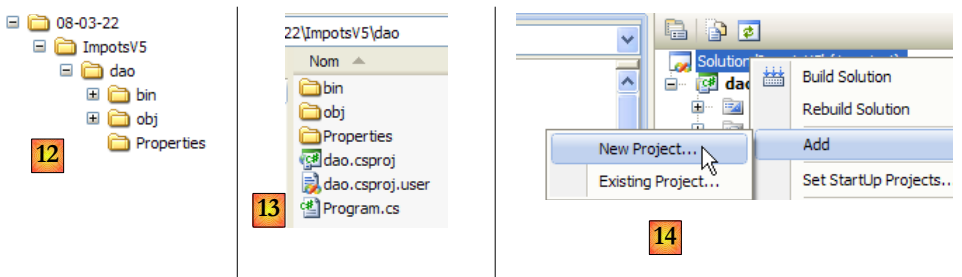 08-03-22
ImpotsV5
dao
bin
obj
Properties
12
22\ImpotsV5\dao
Nom
bin
obj
Properties
dao.csproj
dao.csproj.user
Program.cs
13
Solution
dao
Build Solution
Rebuild Solution
Add
Set StartUp Projects...
New Project...
Existing Project...
14